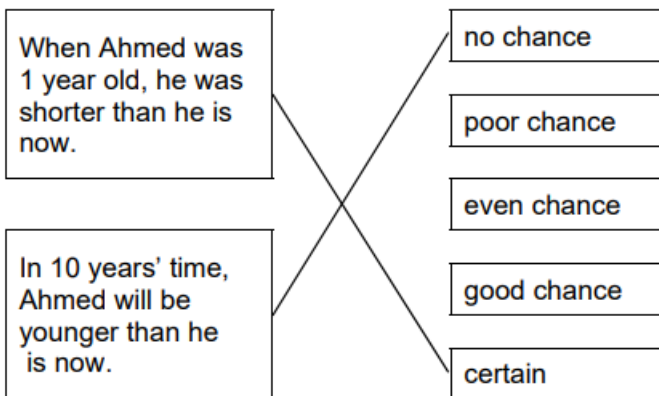 When Ahmed was
1 year old, he was
shorter than he is
now.
In 10 years’ time,
Ahmed will be
younger than he
is now.
no chance
poor chance
even chance
good chance
certain